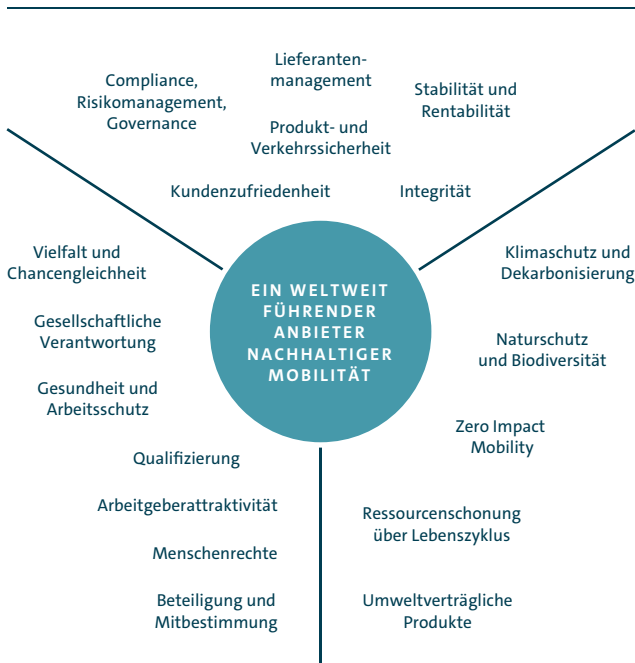 Lieferanten-
management
Compliance,
Risikomanagement,
Governance
Stabilität und
Rentabilität
Produkt- und
Verkehrssicherheit
Kundenzufriedenheit
Integrität
Vielfalt und
Chancengleichheit
Gesellschaftliche
Verantwortung
Gesundheit und
Arbeitsschutz
Qualifizierung
Arbeitgeberattraktivität
Menschenrechte
Beteiligung und
Mitbestimmung
EIN WELTWEIT
FÜHRENDER
ANBIETER
NACHHALTIGER
MOBILITÄT
Klimaschutz und
Dekarbonisierung
Naturschutz
und Biodiversität
Zero Impact
Mobility
Ressourcenschonung
über Lebenszyklus
Umweltverträgliche
Produkte